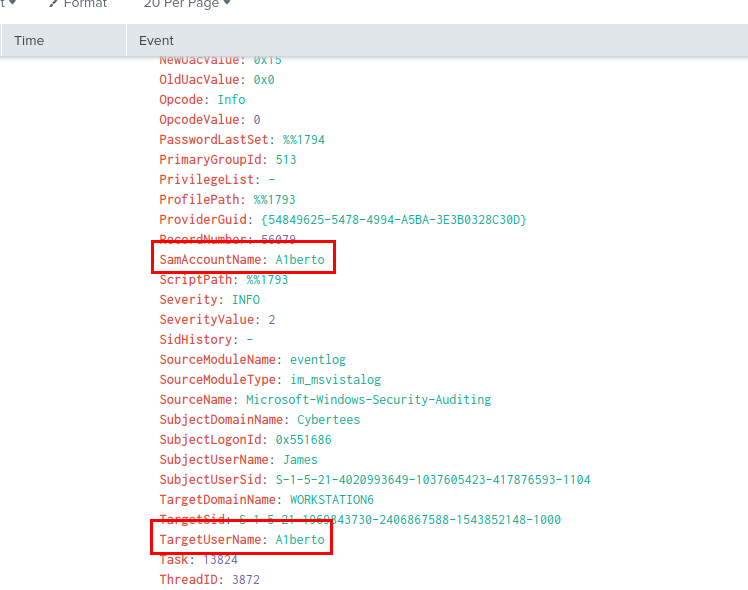 Format 20 Per Page
Time Event
NewUacValue: 0x15
OldUacValue: 0x0
Opcode: Info
OpcodeValue: 0
PasswordLastSet: %%1794
PrimaryGroupId: 513
PrivilegeList: -
ProfilePath: %%1793
ProviderGuid: {54849625-5478-4994-A5BA-3E3B0328C30D}
RecordNumber: 56079
SamAccountName: A1berto
ScriptPath: %%1793
Severity: INFO
SeverityValue: 2
SidHistory: -
SourceModuleName: eventlog
SourceModuleType: im_msvistalog
SourceName: Microsoft-Windows-Security-Auditing
SubjectDomainName: Cybertees
SubjectLogonId: 0x551686
SubjectUserName: James
SubjectUserSid: S-1-5-21-4020993649-1037605423-417876593-1104
TargetDomainName: WORKSTATION6
TargetSid: S-1-5-21-1969843730-2406867588-1543852148-1000
TargetUserName: A1berto
Task: 13824
ThreadID: 3872